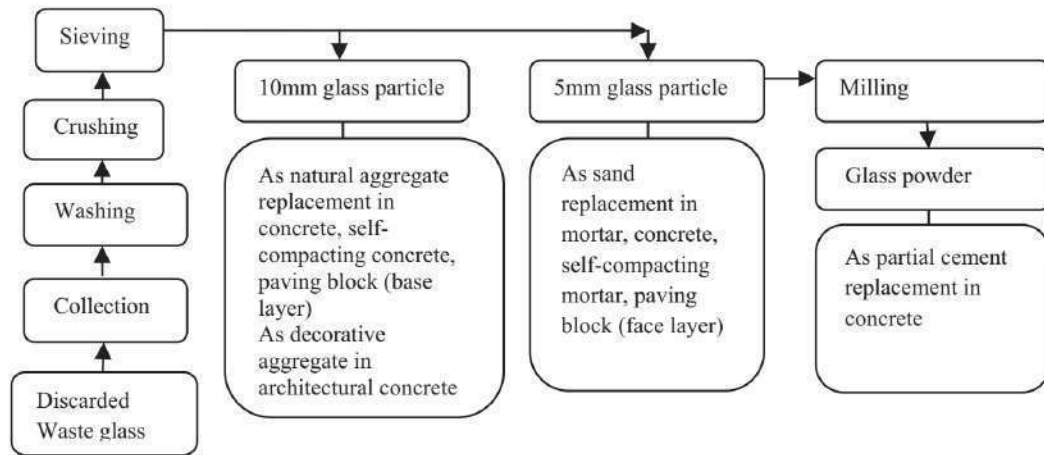 Sieving
10mm glass particle
5mm glass particle
Milling
Crushing
Washing
Collection
Discarded
Waste glass
As natural aggregate
replacement in
concrete, self-
compacting concrete,
paving block (base
layer)
As decorative
aggregate in
architectural concrete
As sand
replacement in
mortar, concrete,
self-compacting
mortar, paving
block (face layer)
Glass powder
As partial cement
replacement in
concrete